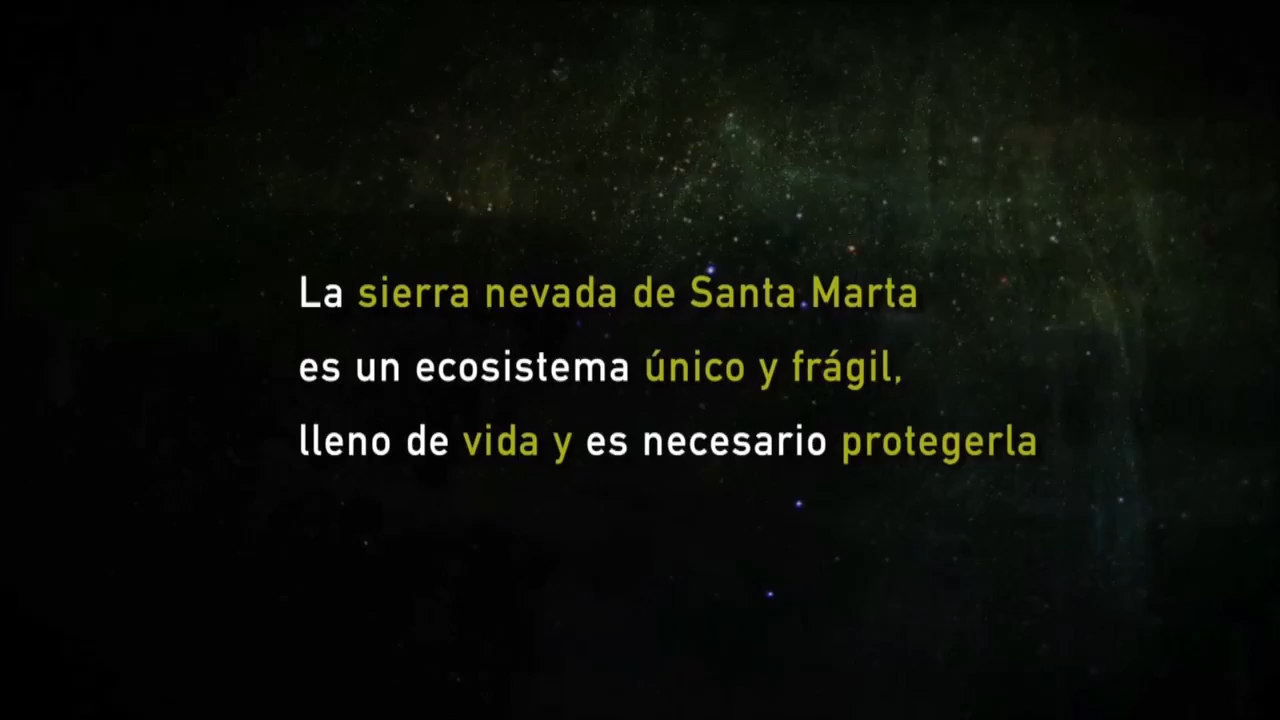 La sierra nevada de Santa Marta
es un ecosistema único y frágil,
lleno de vida y es necesario protegerla